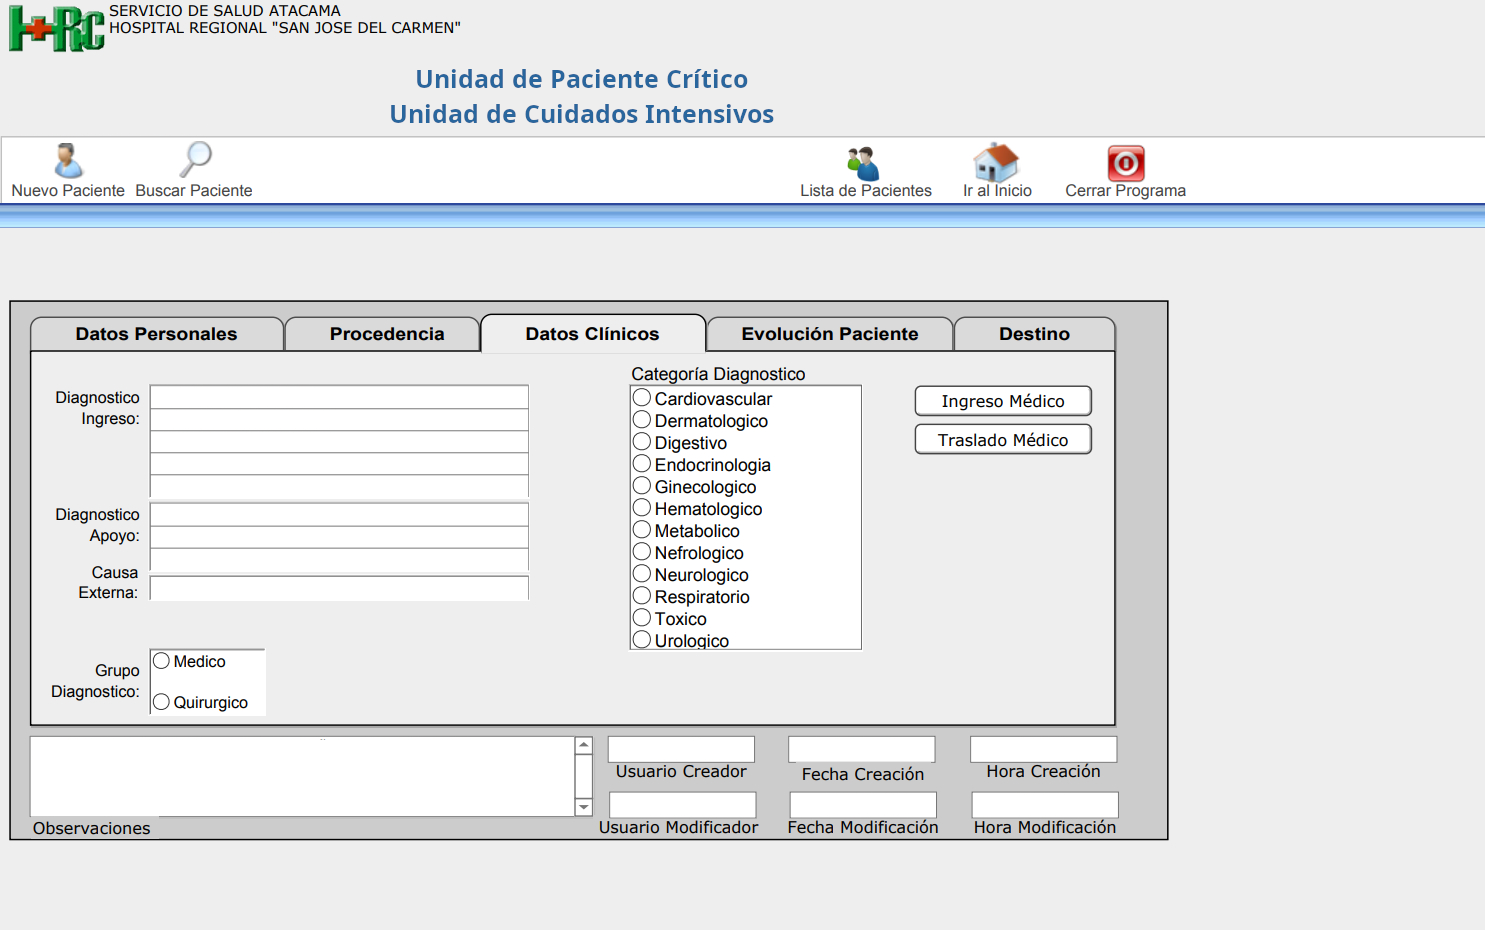 HRC
SERVICIO DE SALUD ATACAMA
HOSPITAL REGIONAL "SAN JOSE DEL CARMEN"
Unidad de Paciente Crítico
Unidad de Cuidados Intensivos
Nuevo Paciente
Buscar Paciente
Lista de Pacientes
Ir al Inicio
Cerrar Programa
Datos Personales
Procedencia
Datos Clínicos
Evolución Paciente
Destino
Diagnostico
Ingreso:
Diagnostico
Apoyo:
Causa
Externa:
Grupo
Diagnostico:
Medico
Quirurgico
Categoría Diagnostico
Cardiovascular
Dermatologico
Digestivo
Endocrinologia
Ginecologico
Hematologico
Metabolico
Nefrologico
Neurologico
Respiratorio
Toxico
Urologico
Ingreso Médico
Traslado Médico
Observaciones
Usuario Creador
Fecha Creación
Hora Creación
Usuario Modificador
Fecha Modificación
Hora Modificación